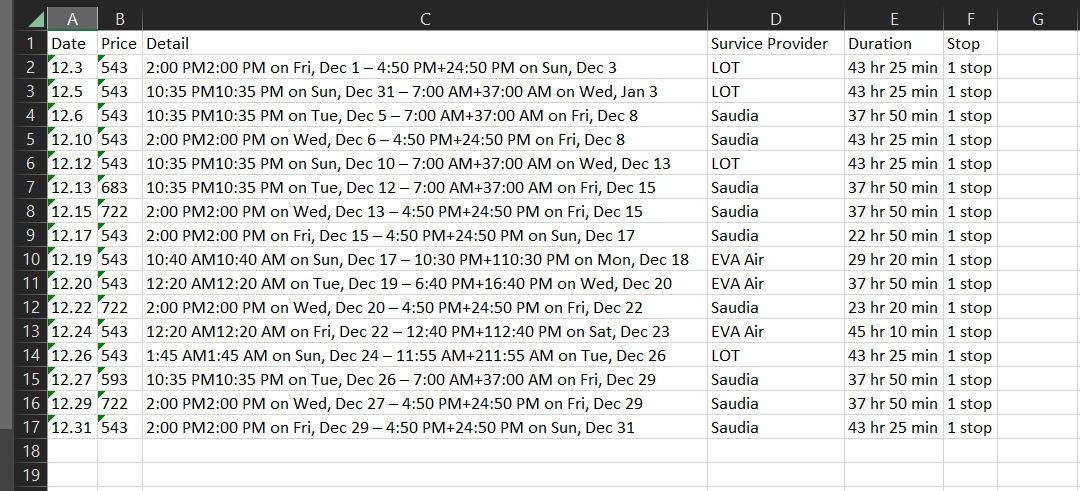 A B C D E F G
1 Date Price Detail Survice Provider Duration Stop
2 12.3 543 2:00 PM2:00 PM on Fri, Dec 1 – 4:50 PM+24:50 PM on Sun, Dec 3 LOT 43 hr 25 min 1 stop
3 12.5 543 10:35 PM10:35 PM on Sun, Dec 31 – 7:00 AM+37:00 AM on Wed, Jan 3 LOT 43 hr 25 min 1 stop
4 12.6 543 10:35 PM10:35 PM on Tue, Dec 5 – 7:00 AM+37:00 AM on Fri, Dec 8 Saudia 37 hr 50 min 1 stop
5 12.10 543 2:00 PM2:00 PM on Wed, Dec 6 – 4:50 PM+24:50 PM on Fri, Dec 8 Saudia 43 hr 25 min 1 stop
6 12.12 543 10:35 PM10:35 PM on Sun, Dec 10 – 7:00 AM+37:00 AM on Wed, Dec 13 LOT 43 hr 25 min 1 stop
7 12.13 683 10:35 PM10:35 PM on Tue, Dec 12 – 7:00 AM+37:00 AM on Fri, Dec 15 Saudia 37 hr 50 min 1 stop
8 12.15 722 2:00 PM2:00 PM on Wed, Dec 13 – 4:50 PM+24:50 PM on Fri, Dec 15 Saudia 37 hr 50 min 1 stop
9 12.17 543 2:00 PM2:00 PM on Fri, Dec 15 – 4:50 PM+24:50 PM on Sun, Dec 17 Saudia 22 hr 50 min 1 stop
10 12.19 543 10:40 AM10:40 AM on Sun, Dec 17 – 10:30 PM+110:30 PM on Mon, Dec 18 EVA Air 29 hr 20 min 1 stop
11 12.20 543 12:20 AM12:20 AM on Tue, Dec 19 – 6:40 PM+16:40 PM on Wed, Dec 20 EVA Air 37 hr 50 min 1 stop
12 12.22 722 2:00 PM2:00 PM on Wed, Dec 20 – 4:50 PM+24:50 PM on Fri, Dec 22 Saudia 23 hr 20 min 1 stop
13 12.24 543 12:20 AM12:20 AM on Fri, Dec 22 – 12:40 PM+112:40 PM on Sat, Dec 23 EVA Air 45 hr 10 min 1 stop
14 12.26 543 1:45 AM1:45 AM on Sun, Dec 24 – 11:55 AM+211:55 AM on Tue, Dec 26 LOT 43 hr 25 min 1 stop
15 12.27 593 10:35 PM10:35 PM on Tue, Dec 26 – 7:00 AM+37:00 AM on Fri, Dec 29 Saudia 37 hr 50 min 1 stop
16 12.29 722 2:00 PM2:00 PM on Wed, Dec 27 – 4:50 PM+24:50 PM on Fri, Dec 29 Saudia 37 hr 50 min 1 stop
17 12.31 543 2:00 PM2:00 PM on Fri, Dec 29 – 4:50 PM+24:50 PM on Sun, Dec 31 Saudia 43 hr 25 min 1 stop
18
19